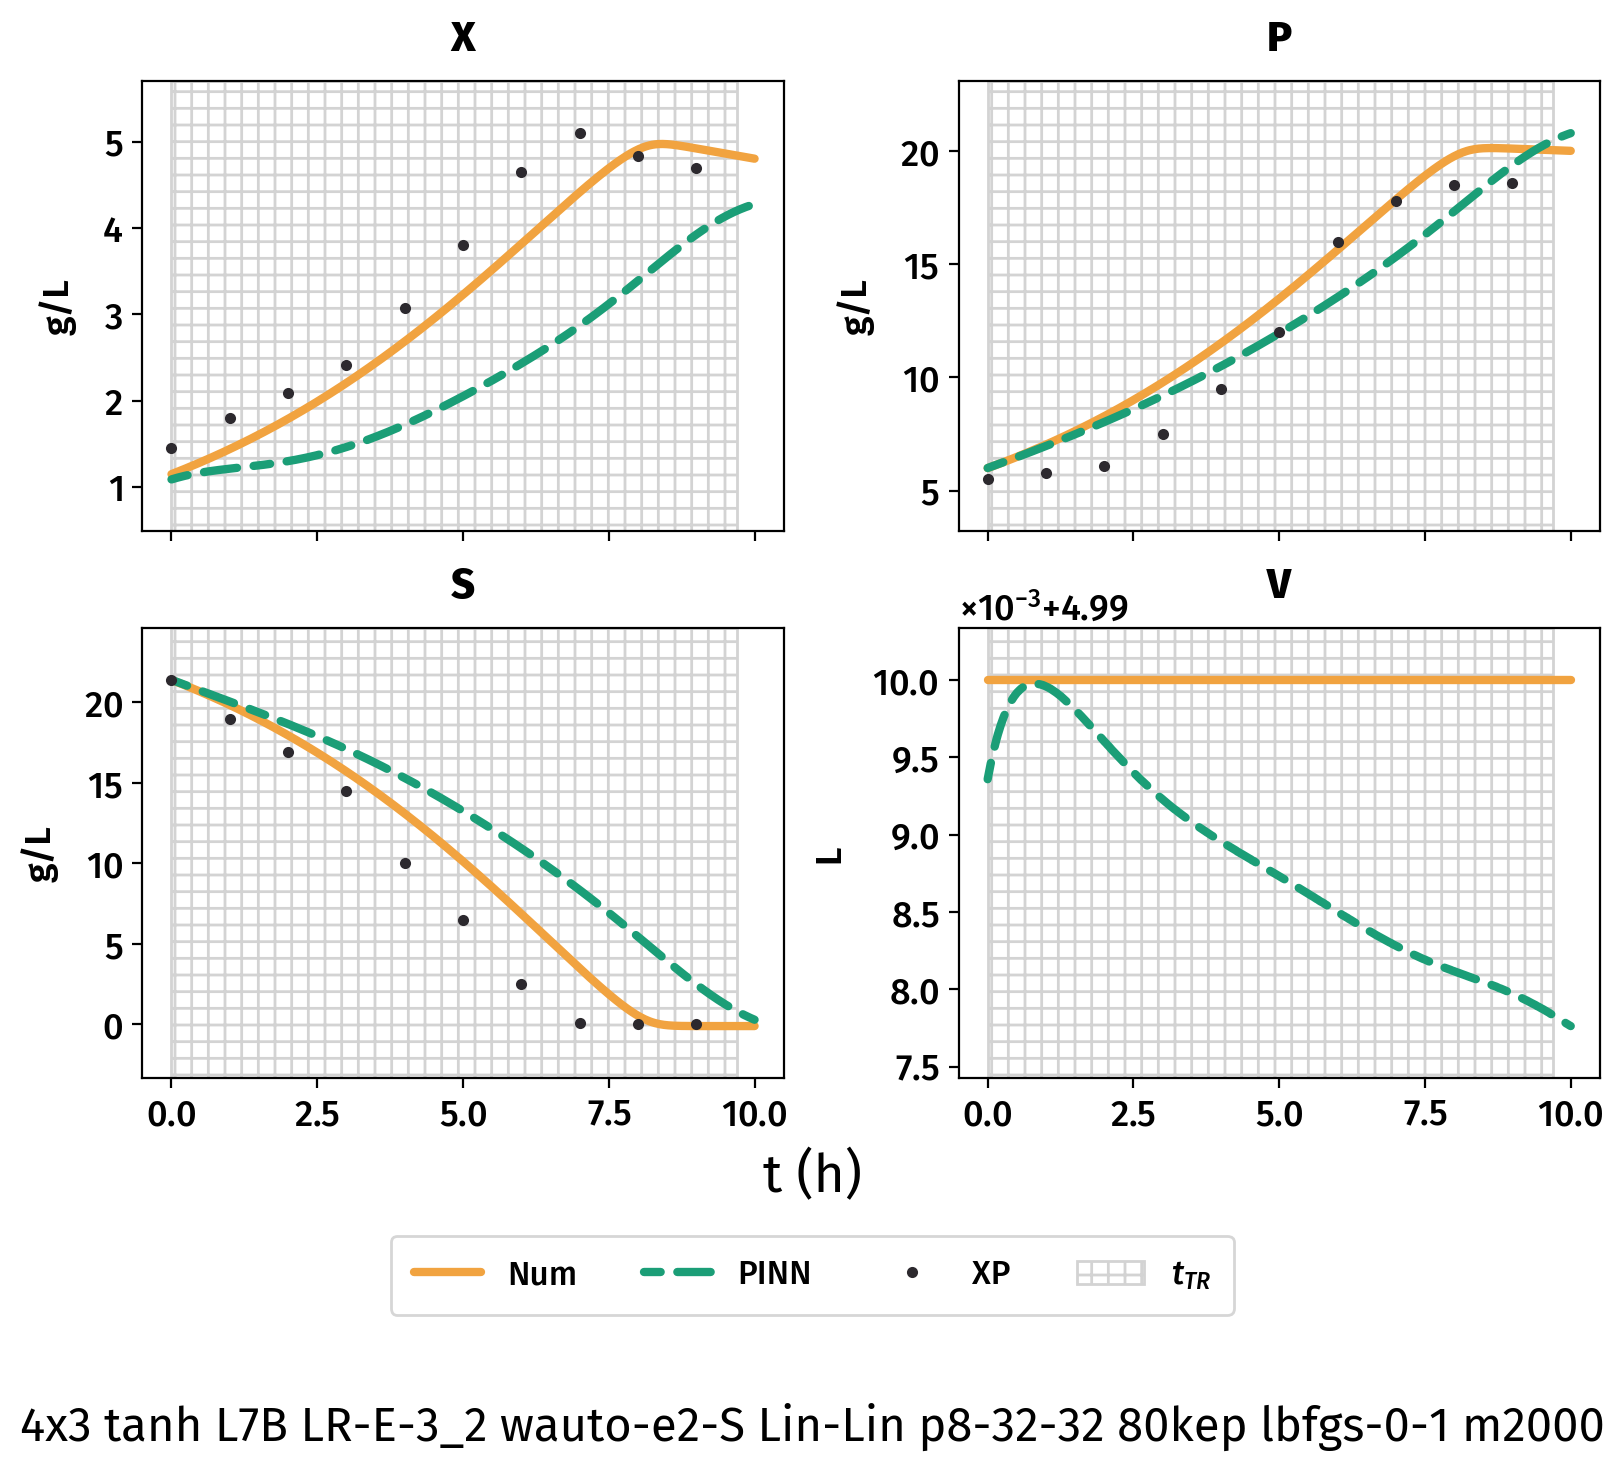 X
5
4
3
2
1
g/L
P
20
15
10
5
g/L
S
20
15
10
5
0
g/L
0.0 2.5 5.0 7.5 10.0
V
×10⁻³+4.99
10.0
9.5
9.0
8.5
8.0
7.5
L
0.0 2.5 5.0 7.5 10.0
t (h)
Num PINN XP t_TR
4x3 tanh L7B LR-E-3_2 wauto-e2-S Lin-Lin p8-32-32 80kep lbfgs-0-1 m2000